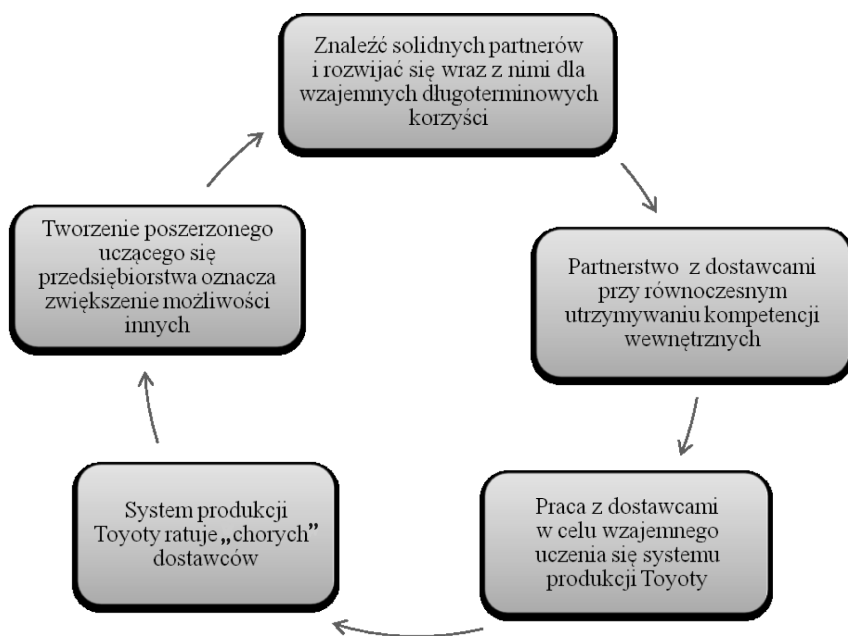 Znaleźć solidnych partnerów
i rozwijać się wraz z nimi dla
wzajemnych długoterminowych
korzyści
Partnerstwo z dostawcami
przy równoczesnym
utrzymywaniu kompetencji
wewnętrznych
Praca z dostawcami
w celu wzajemnego
uczenia się systemu
produkcji Toyoty
System produkcji
Toyoty ratuje „chorych”
dostawców
Tworzenie poszerzonego
uczącego się
przedsiębiorstwa oznacza
zwiększenie możliwości
innych